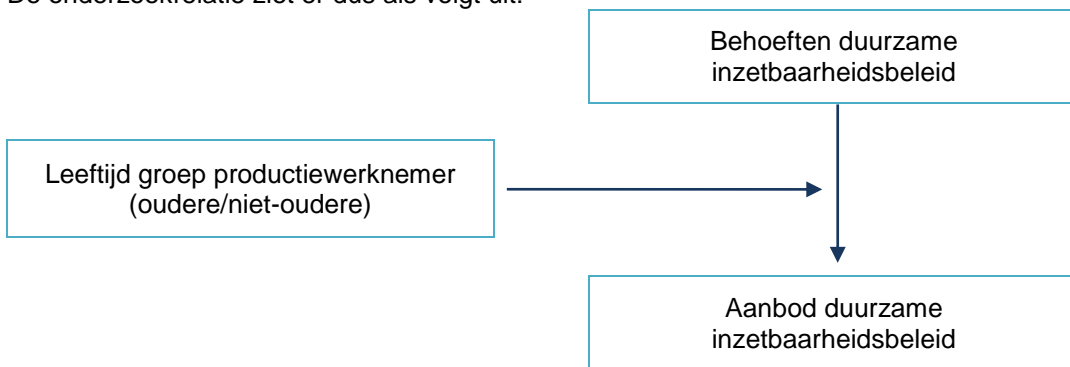 De onderzoekrelatie ziet er dus als volgt uit:
Behoeften duurzame
inzetbaarheidsbeleid
Leeftijd groep productiewerknemer
(oudere/niet-oudere)
Aanbod duurzame
inzetbaarheidsbeleid